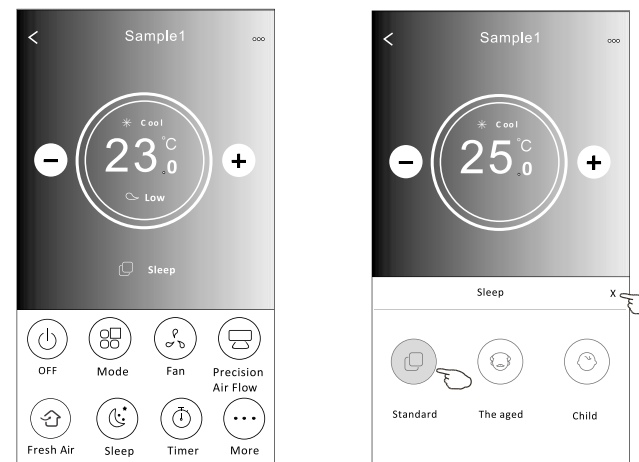 Sample1
Cool
23.0°C
Low
Sleep
OFF
Mode
Fan
Precision
Air Flow
Fresh Air
Sleep
Timer
More
Sample1
Cool
25.0°C
Sleep
X
Standard
The aged
Child